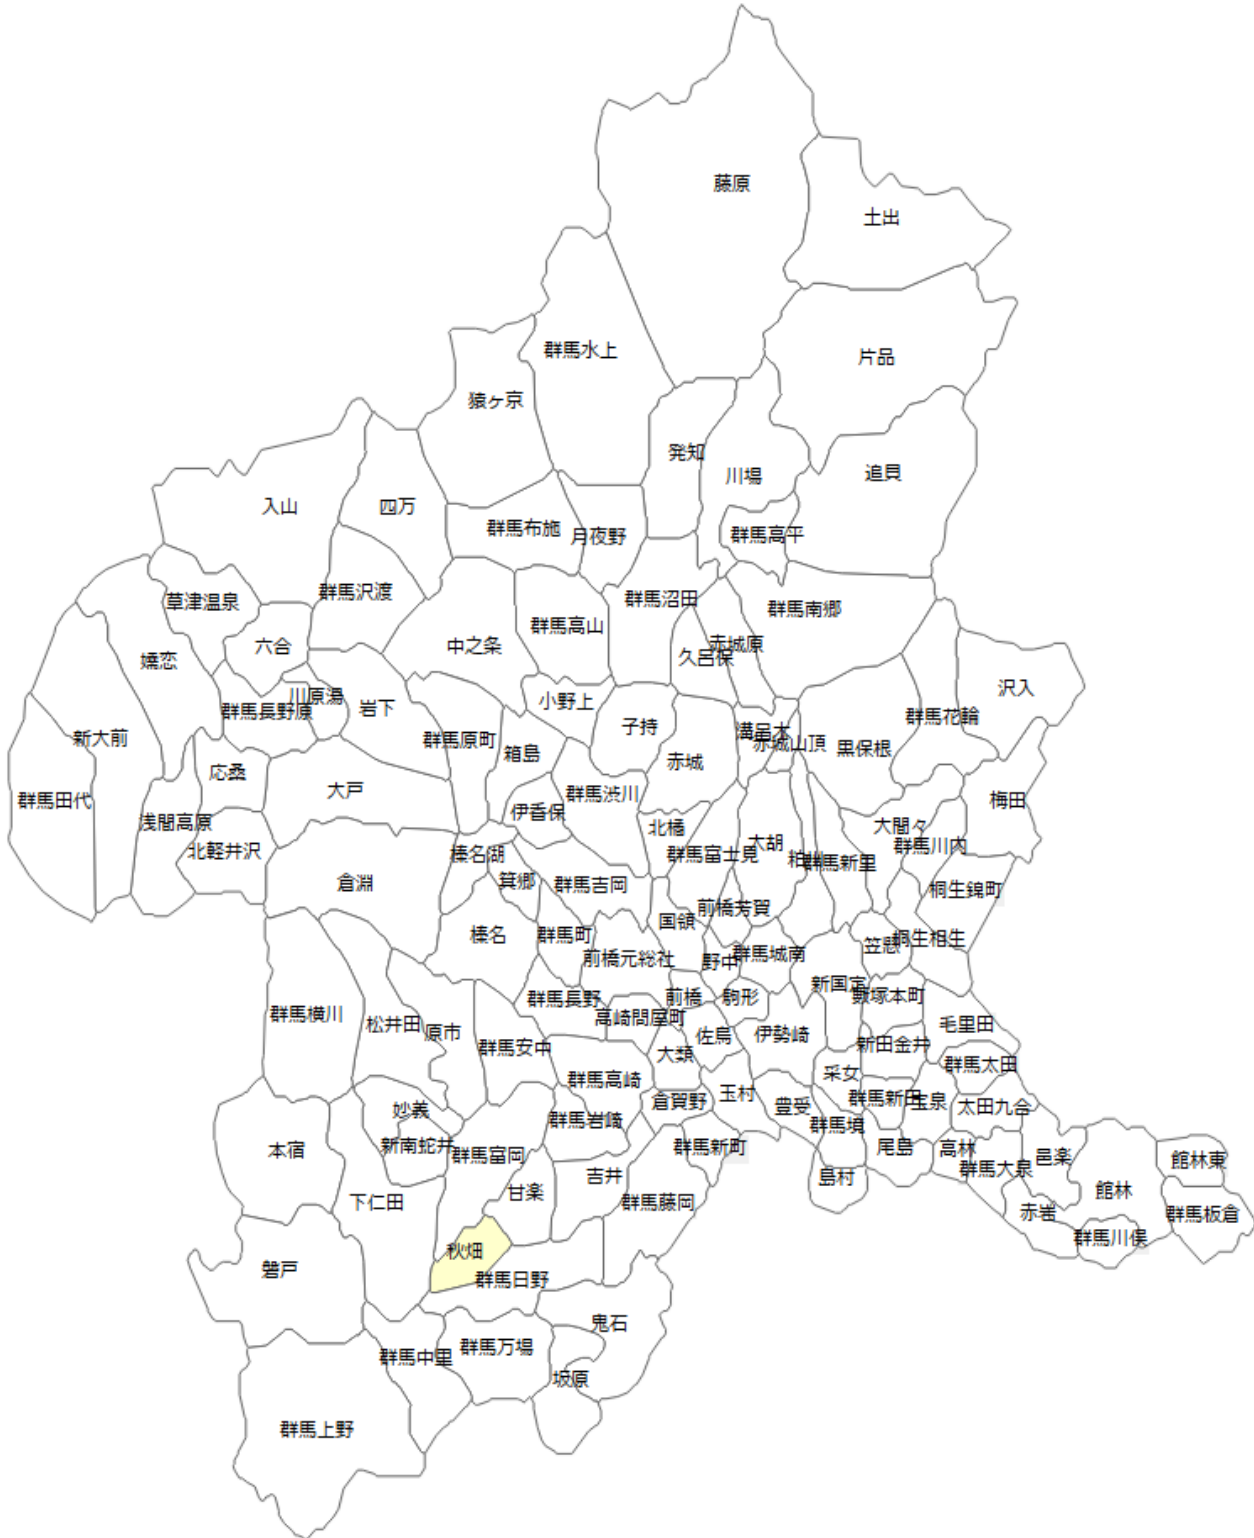 藤原
土出
群馬水上
片品
猿ヶ京
発知
川場
追貝
入山
四万
群馬布施
月夜野
群馬高平
群馬沢渡
草津温泉
群馬高山
群馬沼田
群馬南郷
嬬恋
六合
中之条
久呂保
赤城原
沢入
川原湯
群馬長野原
岩下
小野上
群馬花輪
新大前
群馬原町
箱島
子持
溝呂木
赤城山頂
黒保根
赤城
応桑
大戸
群馬渋川
群馬田代
浅間高原
伊香保
北橘
梅田
北軽井沢
榛名湖
群馬富士見
大胡
粕川
群馬新里
大間々
群馬川内
倉淵
箕郷
群馬吉岡
桐生錦町
前橋芳賀
国領
榛名
群馬町
前橋元総社
野中
群馬城南
笠懸
桐生相生
新国定
藪塚本町
群馬横川
松井田
原市
群馬長野
高崎問屋町
前橋
駒形
佐鳥
伊勢崎
毛里田
群馬安中
大類
新田金井
群馬太田
群馬高崎
采女
妙義
群馬岩崎
倉賀野
玉村
豊受
群馬境
群馬新田
宝泉
太田九合
本宿
新南蛇井
群馬富岡
群馬新町
尾島
高林
群馬大泉
邑楽
館林東
下仁田
甘楽
吉井
群馬藤岡
島村
館林
赤岩
群馬板倉
群馬川俣
秋畑
磐戸
群馬日野
鬼石
群馬中里
群馬万場
坂原
群馬上野